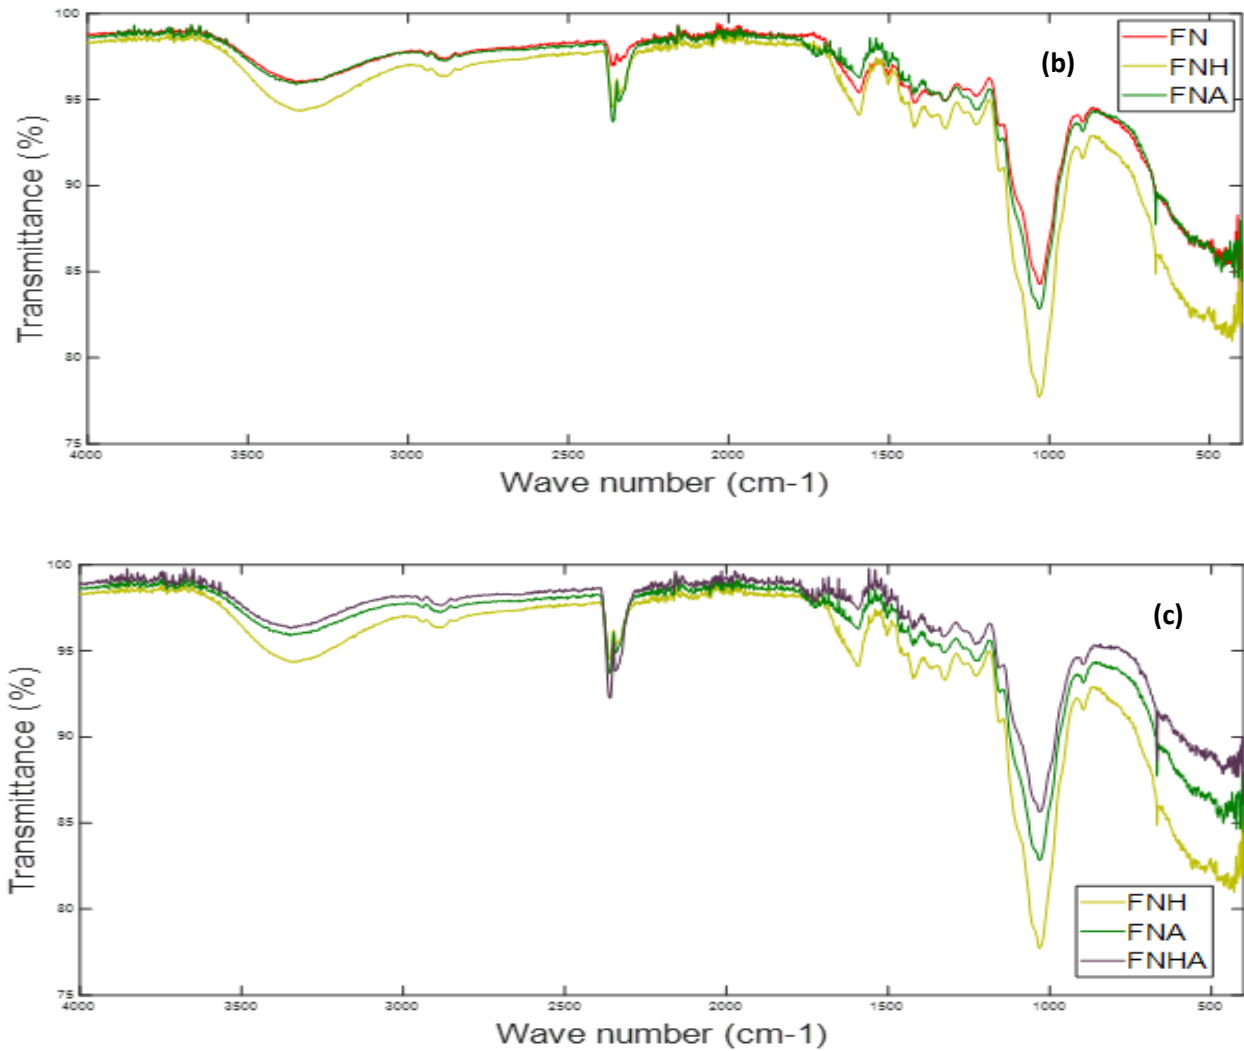 100
95
90
85
80
75
Transmittance (%)
(b)
FN
FNH
FNA
4000 3500 3000 2500 2000 1500 1000 500
Wave number (cm-1)
100
95
90
85
80
75
Transmittance (%)
(c)
FNH
FNA
FNHA
4000 3500 3000 2500 2000 1500 1000 500
Wave number (cm-1)